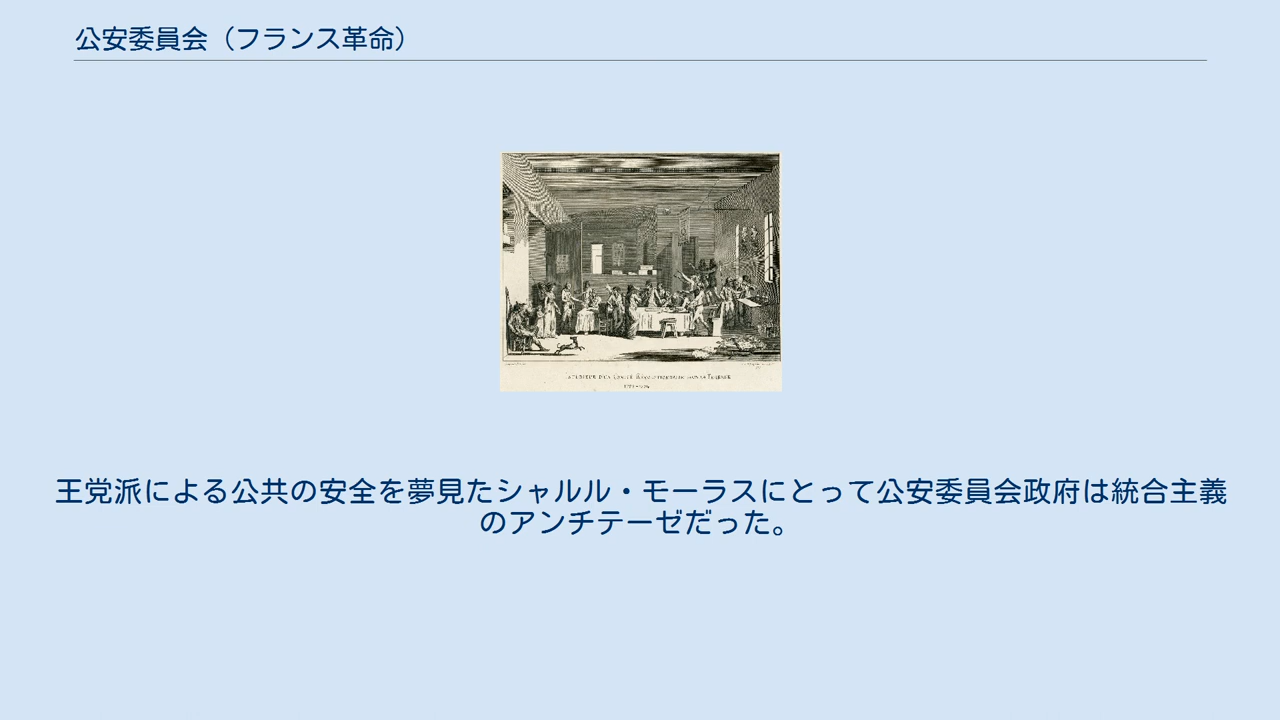 公安委員会（フランス革命）
王党派による公共の安全を夢見たシャルル・モーラスにとって公安委員会政府は統合主義
のアンチテーゼだった。